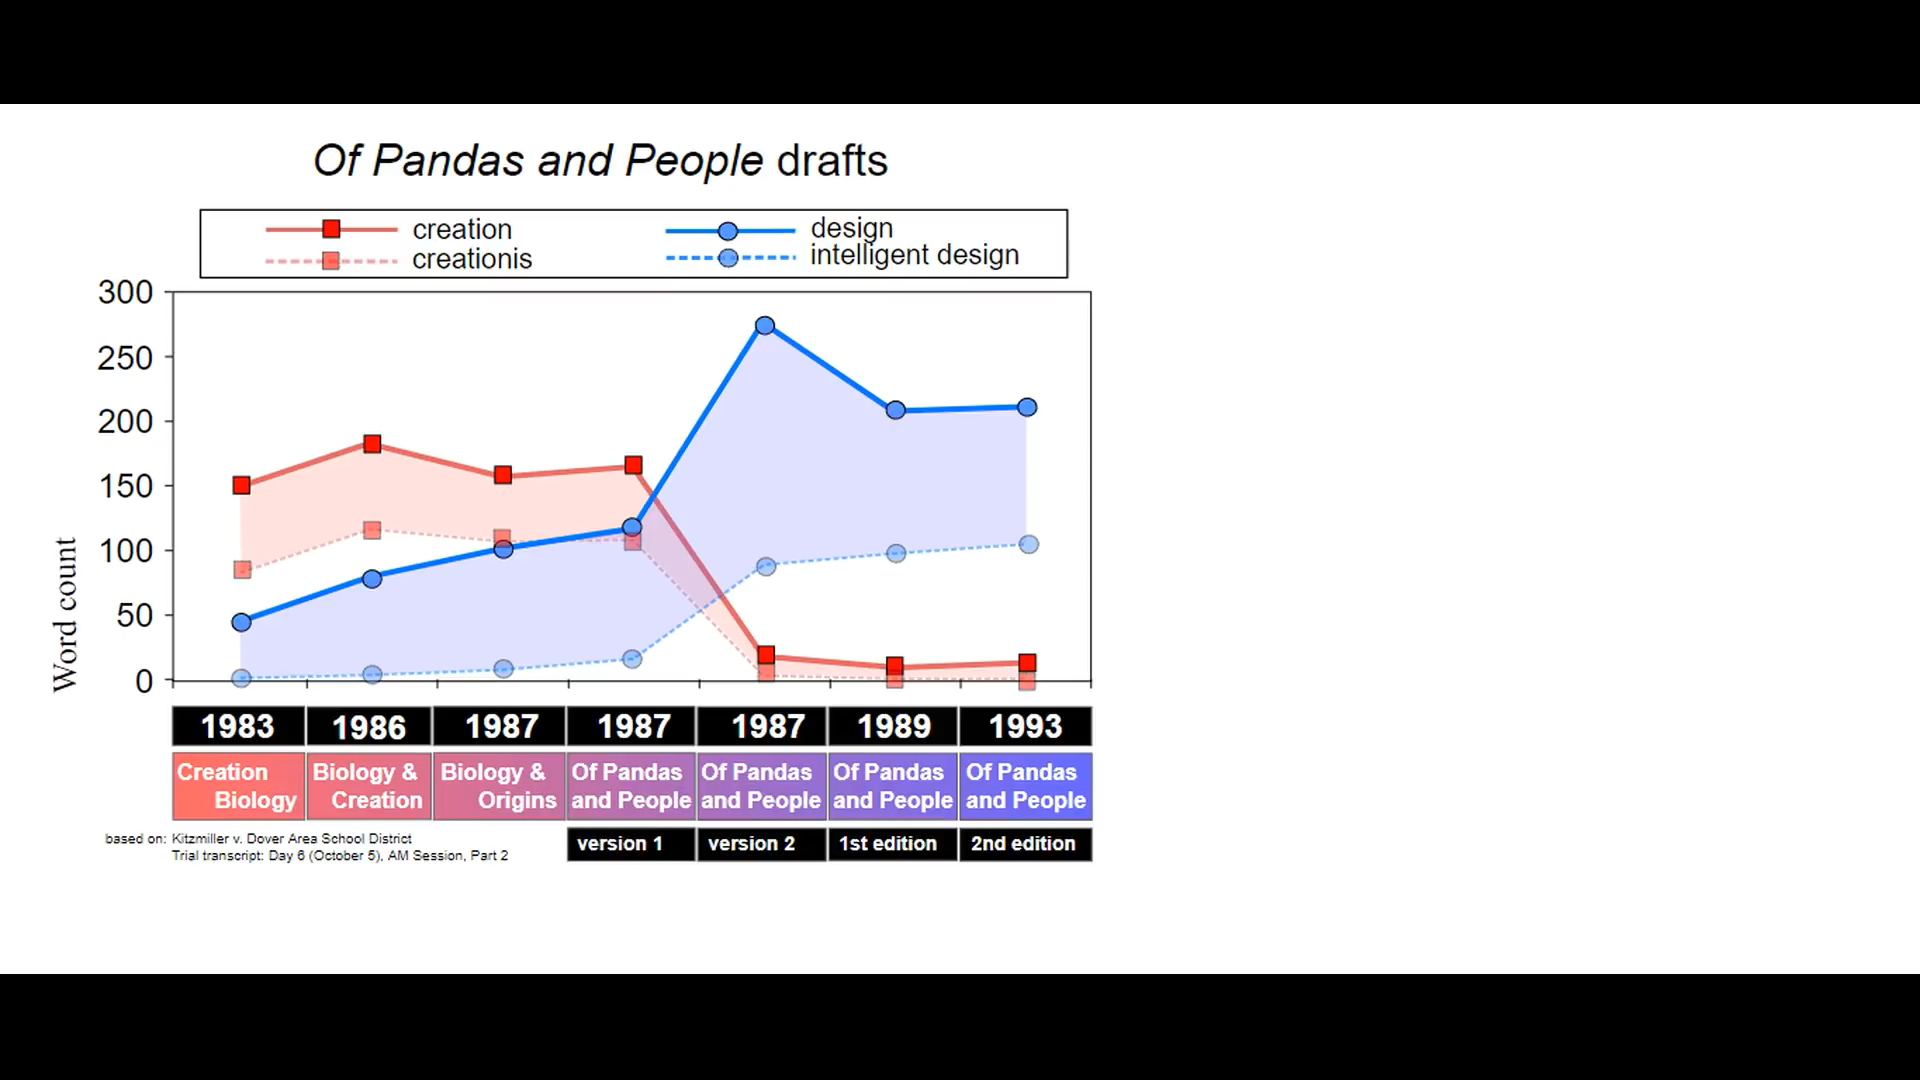 Of Pandas and People drafts
creation
design
creationis
intelligent design
300
250
200
150
100
50
0
Word count
1983 1986 1987 1987 1987 1989 1993
Creation Biology & Biology & Of Pandas Of Pandas Of Pandas Of Pandas
Biology Creation Origins and People and People and People and People
based on: Kitzmiller v. Dover Area School District
Trial transcript: Day 6 (October 5), AM Session, Part 2
version 1 version 2 1st edition 2nd edition